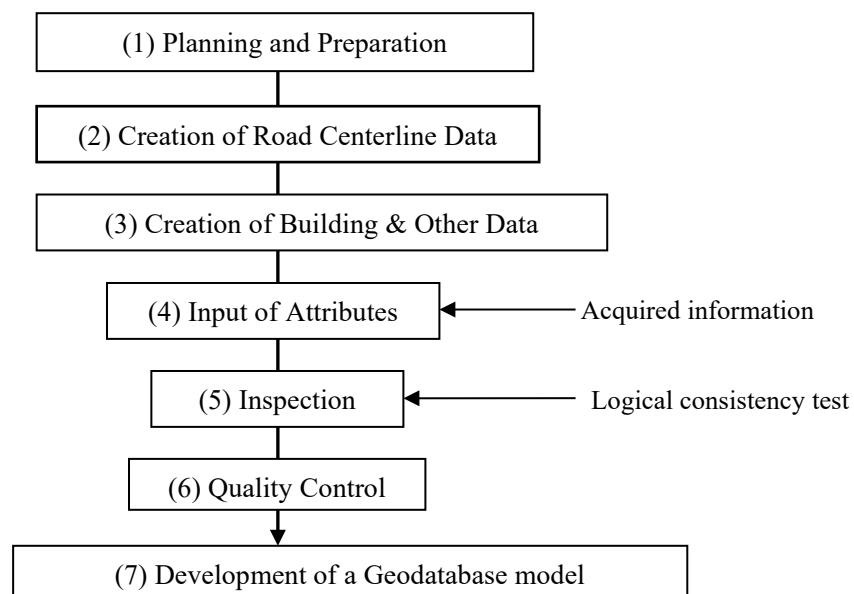 (1) Planning and Preparation
(2) Creation of Road Centerline Data
(3) Creation of Building & Other Data
(4) Input of Attributes
Acquired information
(5) Inspection
Logical consistency test
(6) Quality Control
(7) Development of a Geodatabase model